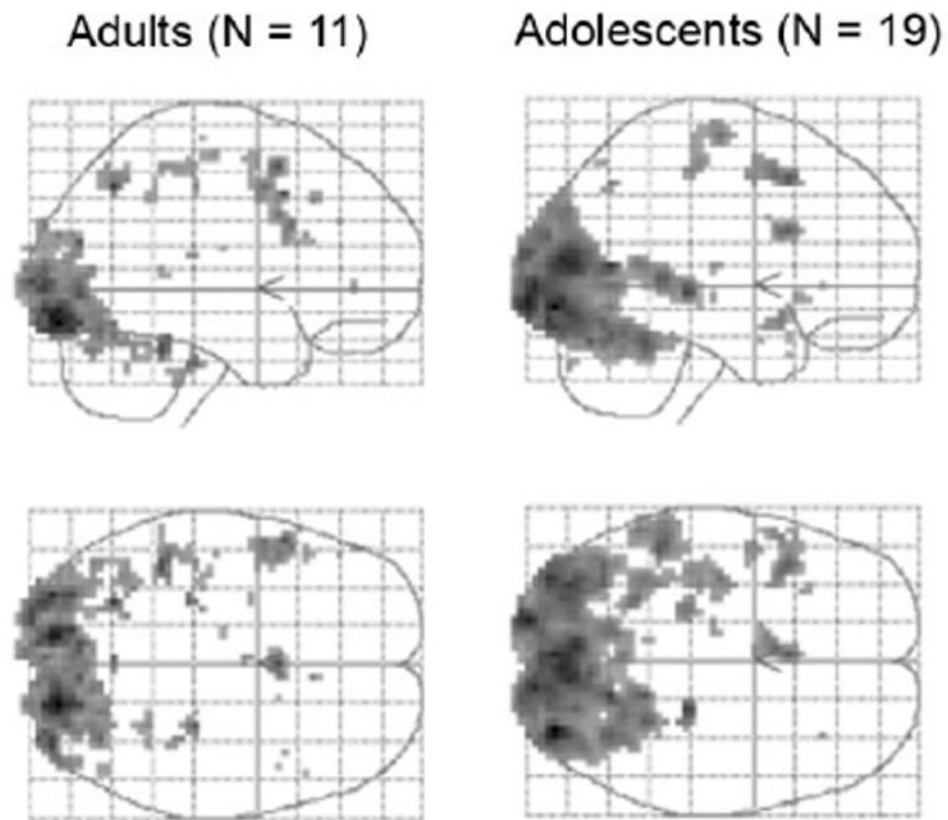 Adults (N = 11)
Adolescents (N = 19)